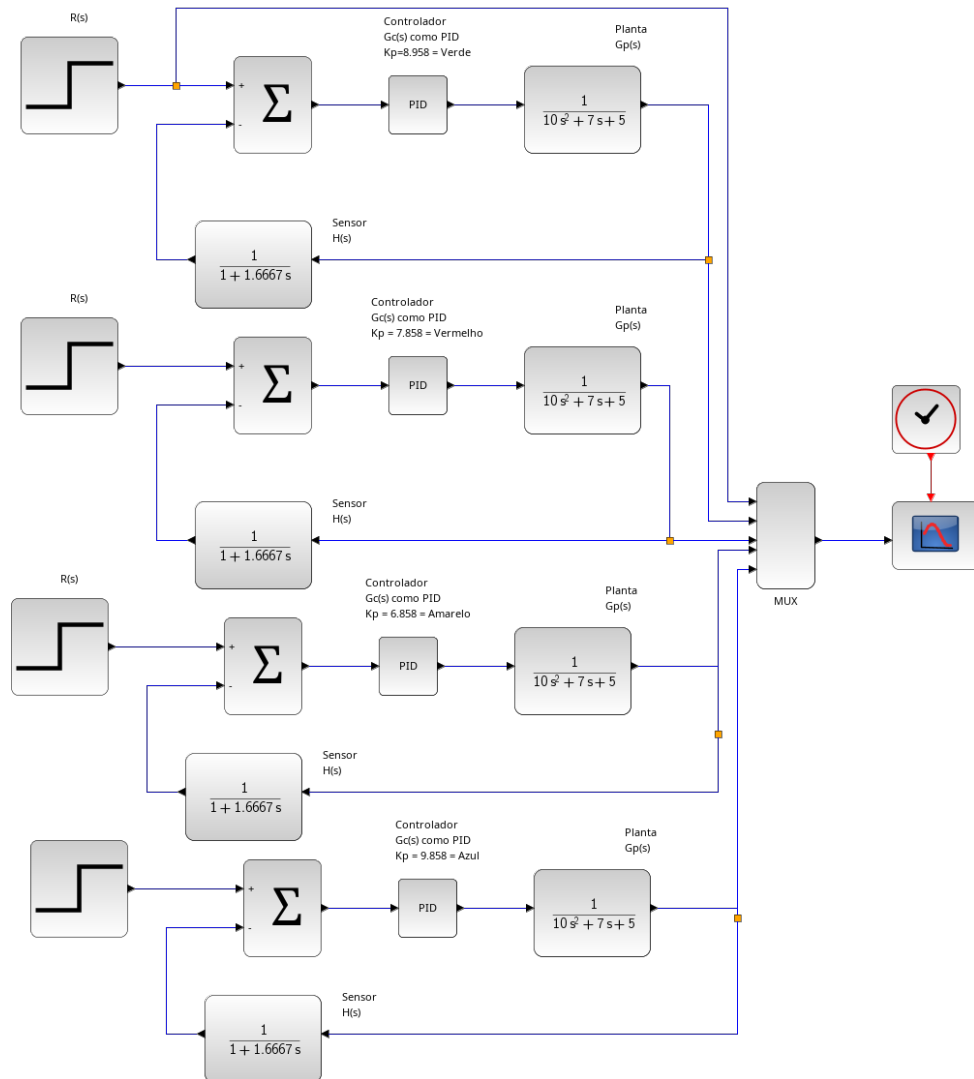 R(s)
Controlador
Gc(s) como PID
Kp=8.958 = Verde
Planta
Gp(s)
+
-
Σ
PID
1
10 s² + 7 s + 5
Sensor
H(s)
1
1 + 1.6667 s
R(s)
Controlador
Gc(s) como PID
Kp = 7.858 = Vermelho
Planta
Gp(s)
+
-
Σ
PID
1
10 s² + 7 s + 5
Sensor
H(s)
1
1 + 1.6667 s
MUX
R(s)
Controlador
Gc(s) como PID
Kp = 6.858 = Amarelo
Planta
Gp(s)
+
-
Σ
PID
1
10 s² + 7 s + 5
Sensor
H(s)
1
1 + 1.6667 s
Controlador
Gc(s) como PID
Kp = 9.858 = Azul
Planta
Gp(s)
+
-
Σ
PID
1
10 s² + 7 s + 5
Sensor
H(s)
1
1 + 1.6667 s